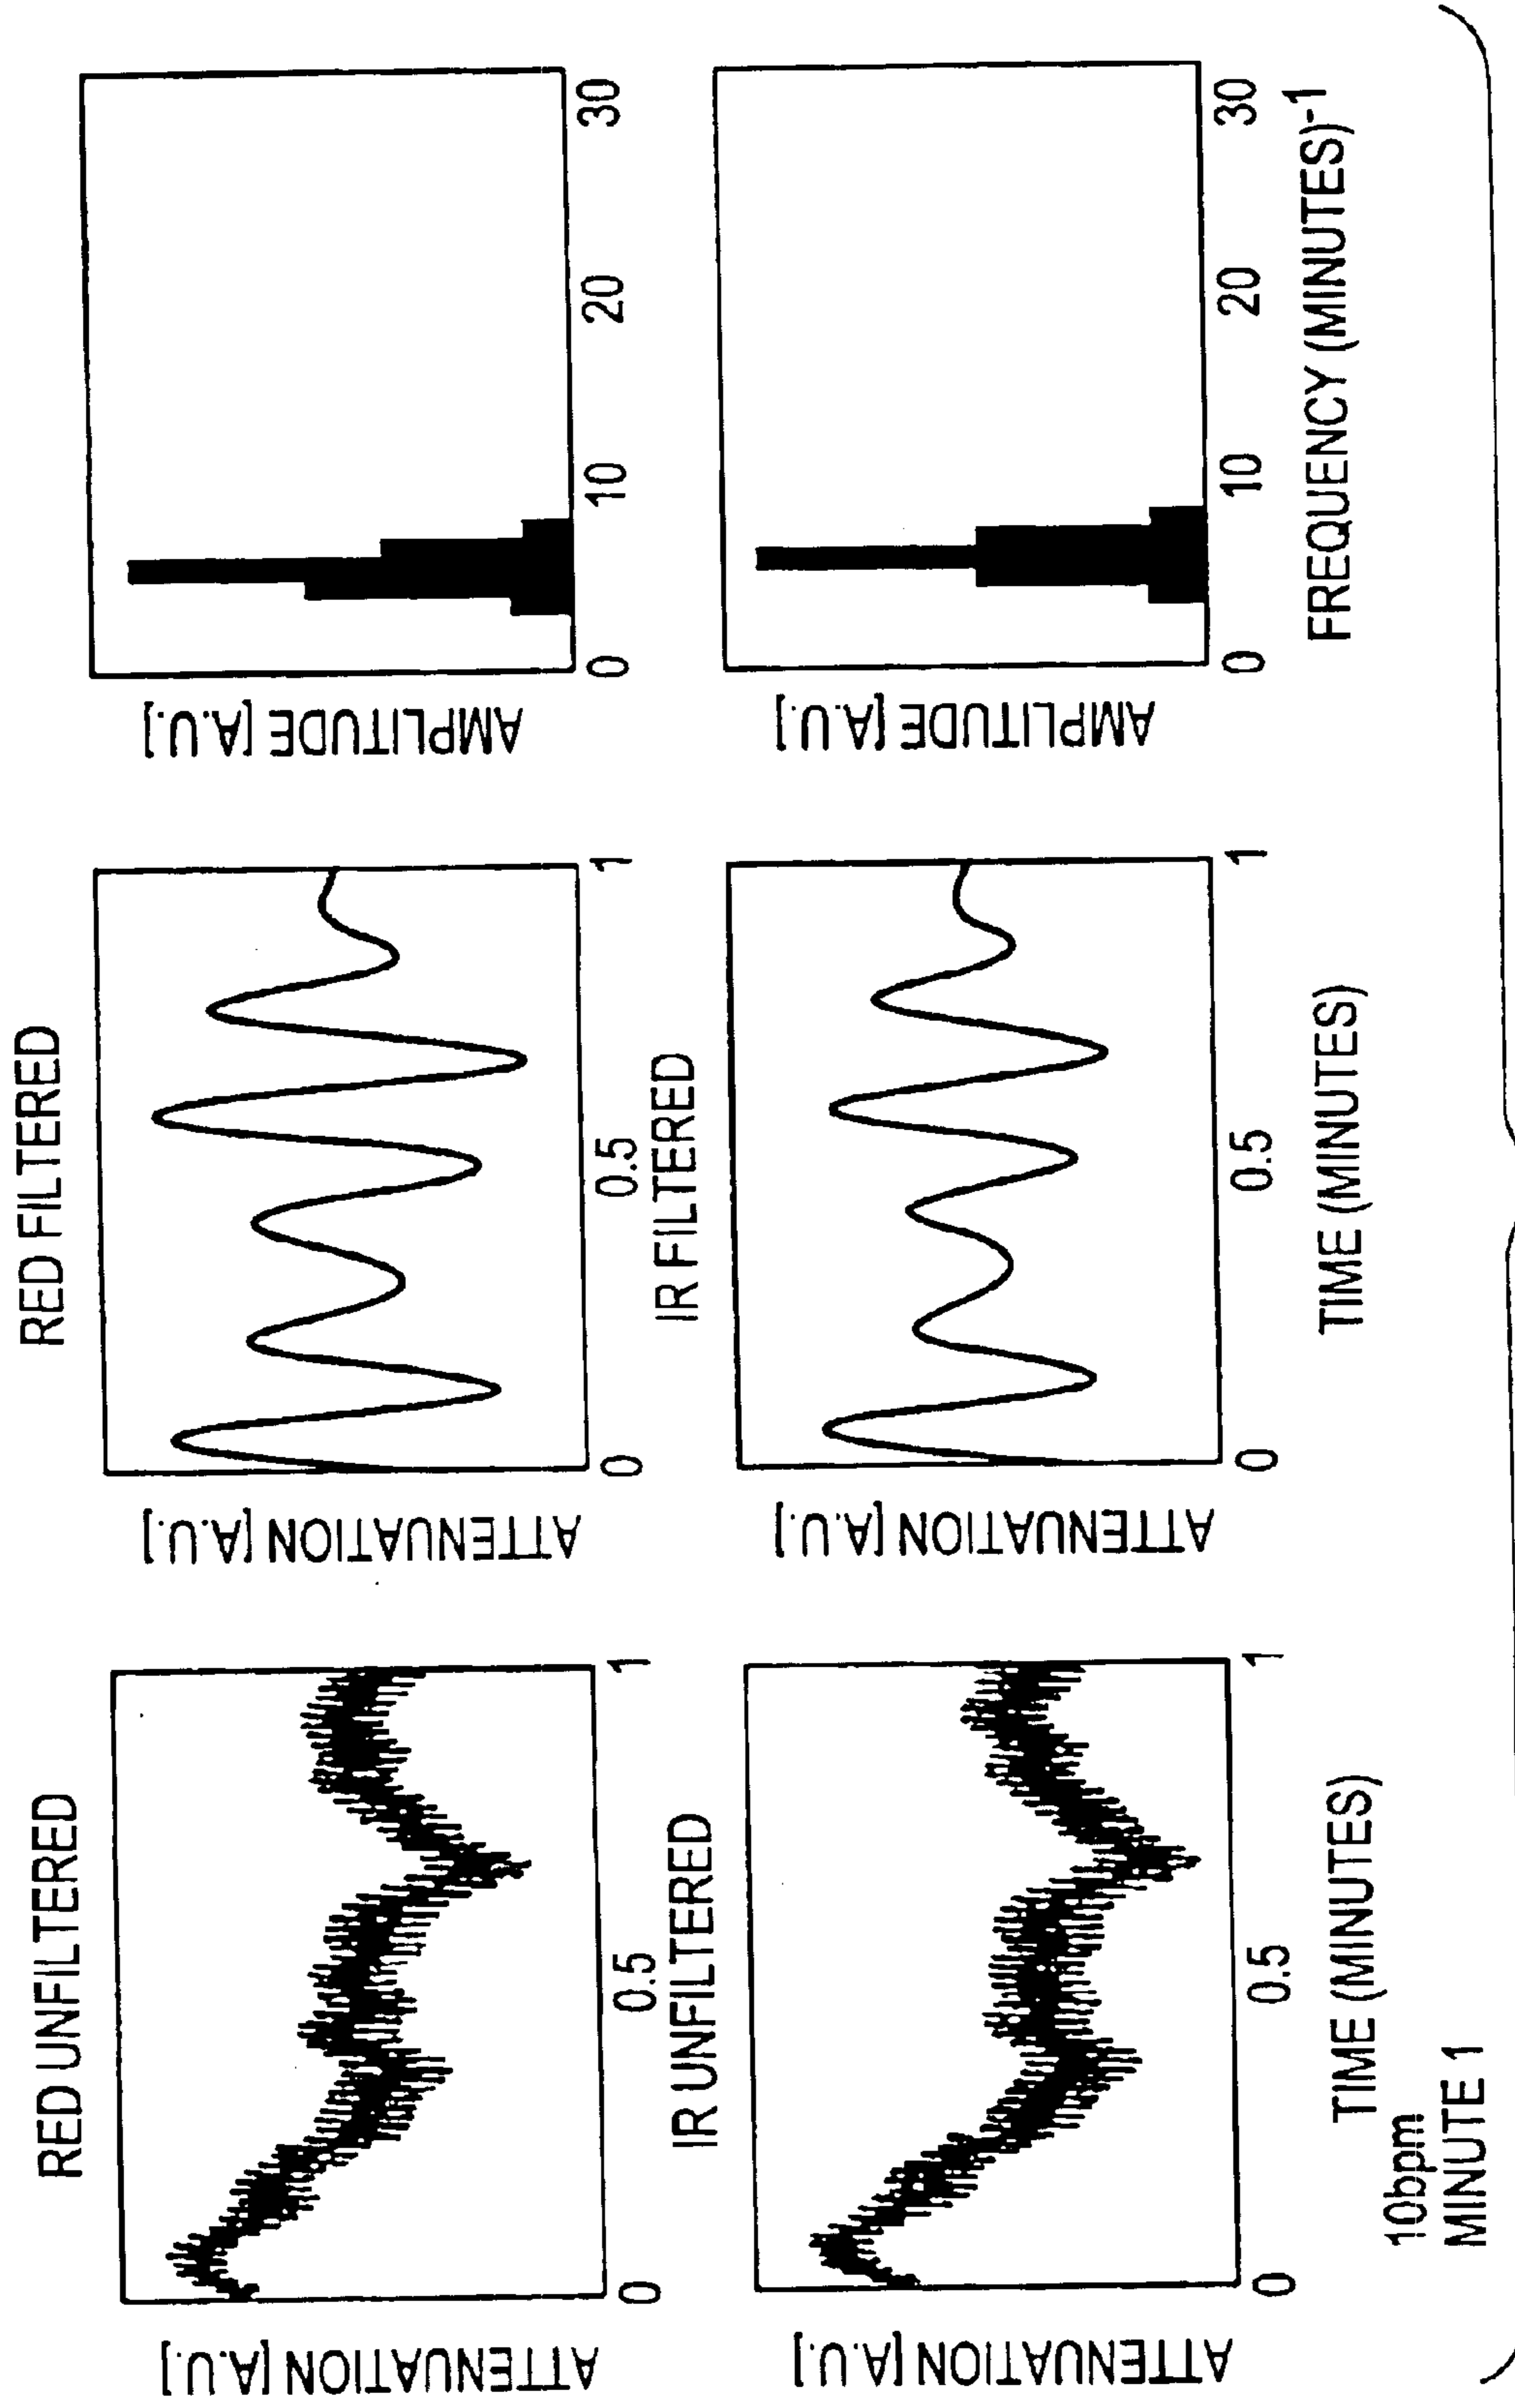 RED UNFILTERED
ATTENUATION [A.U.]
0 0.5 1
RED FILTERED
ATTENUATION [A.U.]
0 0.5 1
AMPLITUDE [A.U.]
0 10 20 30
IR UNFILTERED
ATTENUATION [A.U.]
0 0.5 1
TIME (MINUTES)
IR FILTERED
ATTENUATION [A.U.]
0 0.5 1
TIME (MINUTES)
AMPLITUDE [A.U.]
0 10 20 30
FREQUENCY (MINUTES)-1
10bpm
MINUTE 1